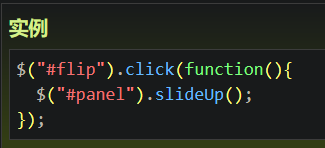 实例
$("#flip").click(function(){
  $("#panel").slideUp();
});